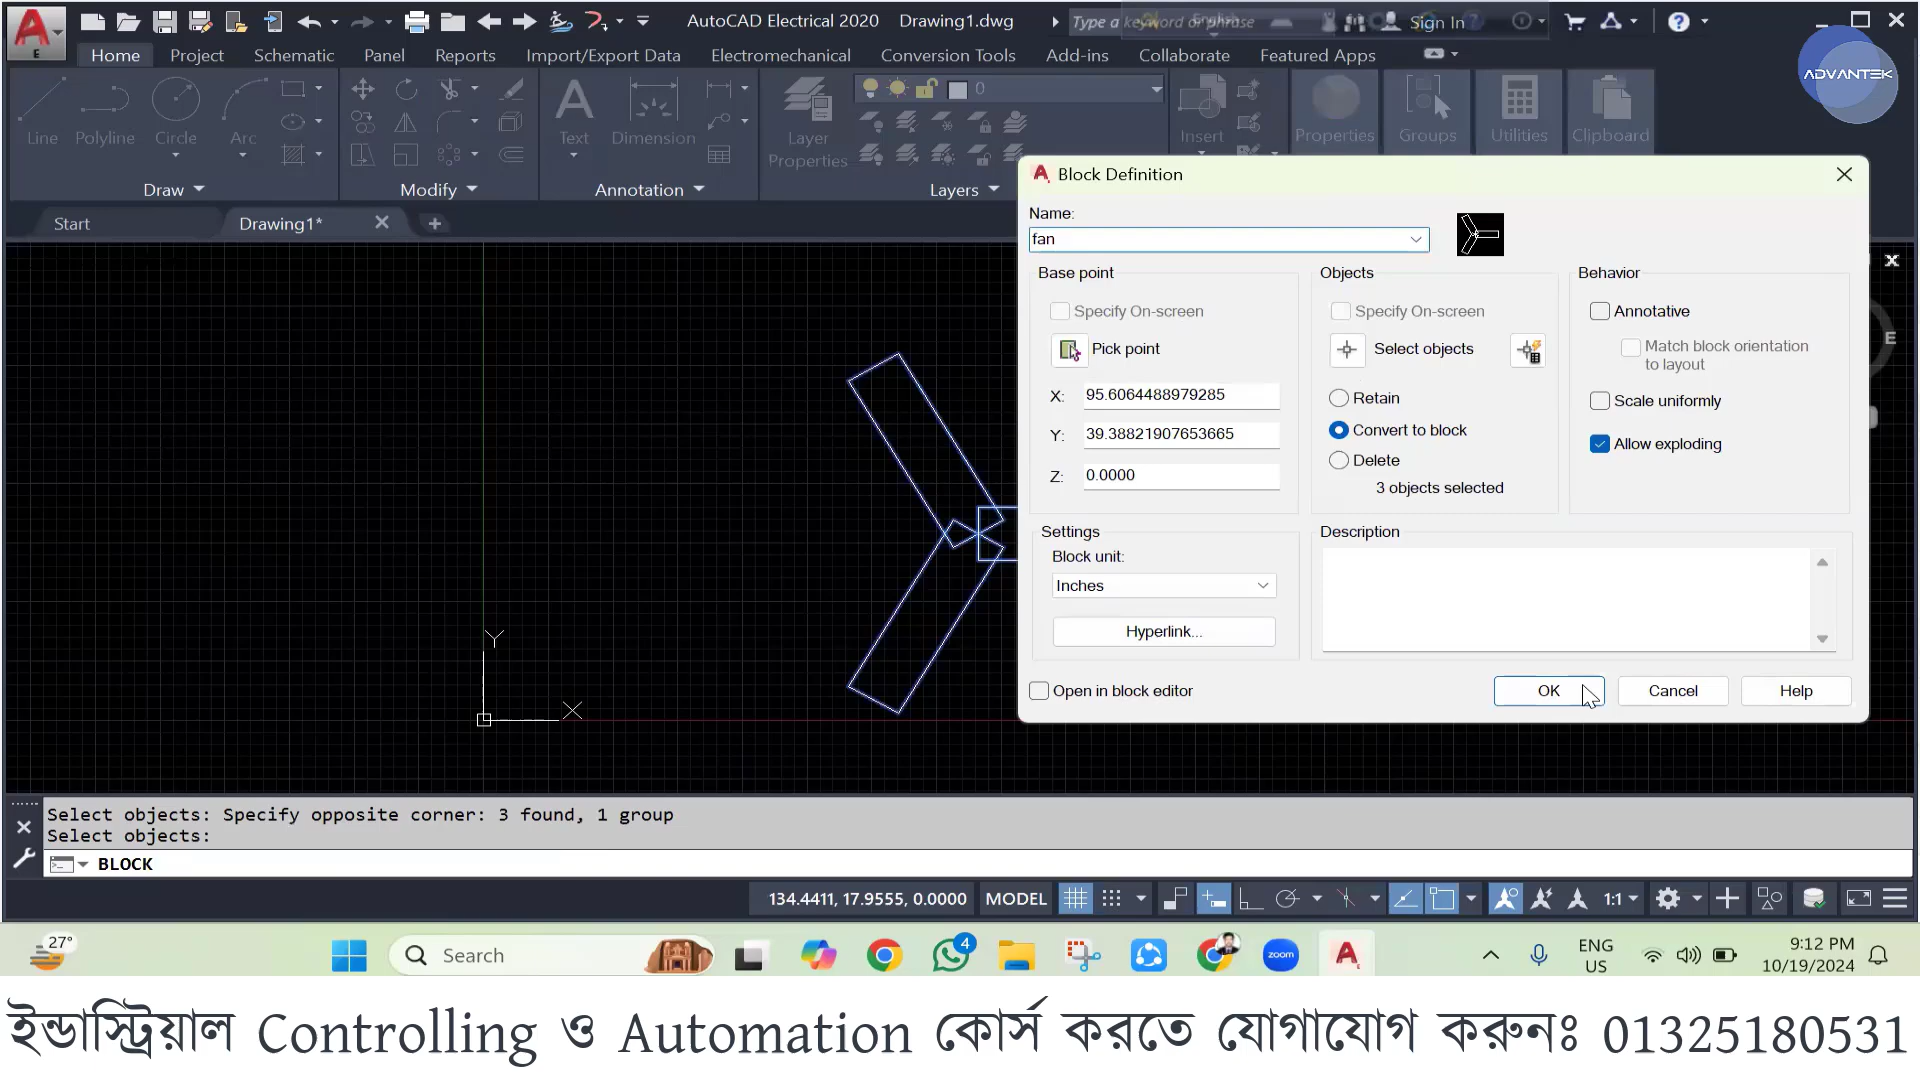 AutoCAD Electrical 2020 Drawing1.dwg
Type a keyword or phrase
Sign In
Home Project Schematic Panel Reports Import/Export Data Electromechanical Conversion Tools Add-ins Collaborate Featured Apps
ADVANTEK
Line Polyline Circle Arc
Text Dimension
Layer
Properties
0
Insert Properties Groups Utilities Clipboard
Draw Modify Annotation Layers
Start Drawing1* +
Block Definition
Name:
fan
Base point
Specify On-screen
Pick point
X: 95.6064488979285
Y: 39.38821907653665
Z: 0.0000
Objects
Specify On-screen
Select objects
Retain
Convert to block
Delete
3 objects selected
Behavior
Annotative
Match block orientation
to layout
Scale uniformly
Allow exploding
Settings
Block unit:
Inches
Hyperlink...
Description
Open in block editor
OK Cancel Help
E
Y
X
Select objects: Specify opposite corner: 3 found, 1 group
Select objects:
BLOCK
134.4411, 17.9555, 0.0000 MODEL 1:1
27°
Search
4
zoom
ENG
US
9:12 PM
10/19/2024
ইন্ডাস্ট্রিয়াল Controlling ও Automation কোর্স করতে যোগাযোগ করুনঃ 01325180531